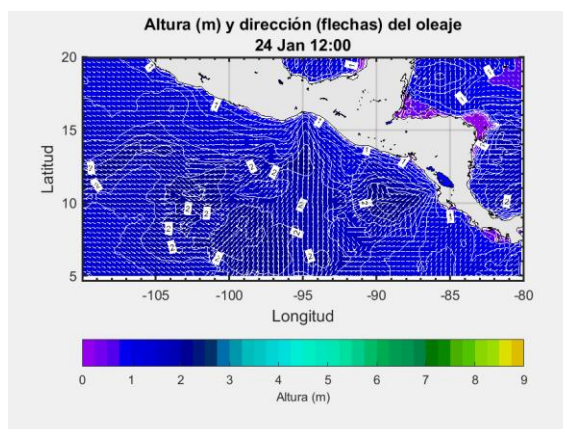 Altura (m) y dirección (flechas) del oleaje
24 Jan 12:00
20
15
10
5
Latitud
-105 -100 -95 -90 -85 -80
Longitud
0 1 2 3 4 5 6 7 8 9
Altura (m)